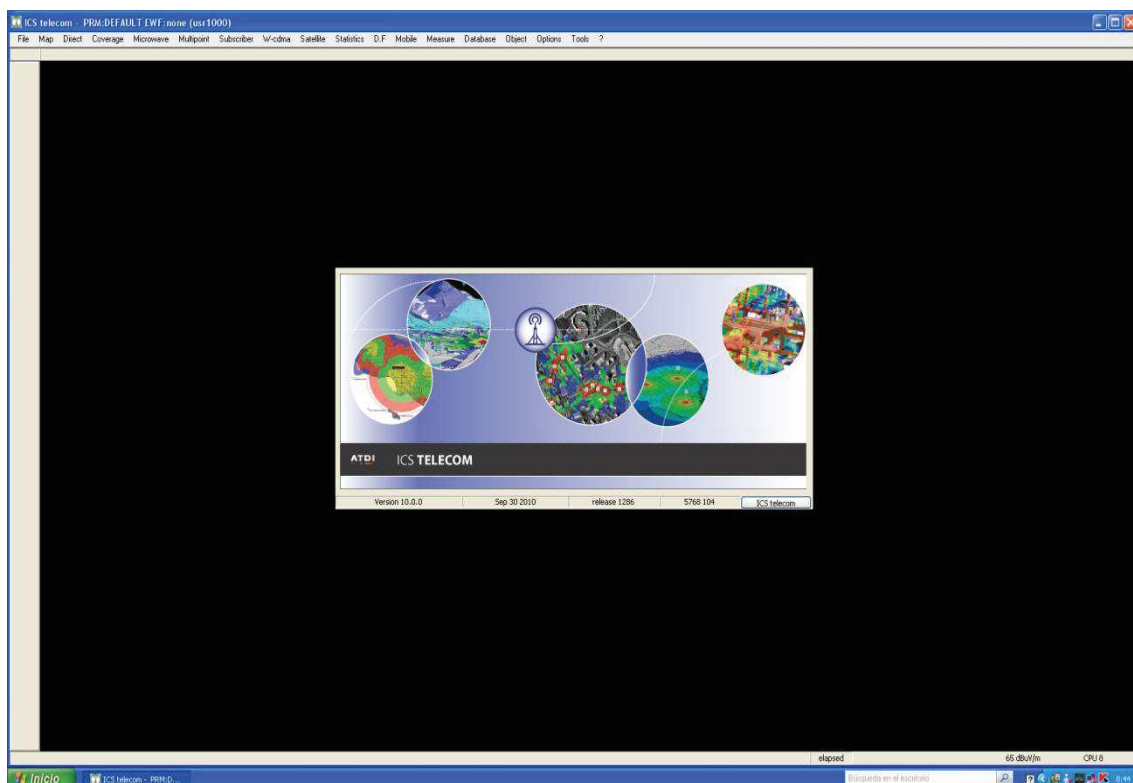 ICS telecom - PRM:DEFAULT EWF:none (usr1000)
File Map Direct Coverage Microwave Multipoint Subscriber W-cdma Satellite Statistics D.F Mobile Measure Database Object Options Tools ?
ATDI ICS TELECOM
Version 10.0.0 Sep 30 2010 release 1286 5768 104 ICS telecom
elapsed 65 dBuV/m CPU 8
Inicio ICS telecom - PRM:D... Búsqueda en el escritorio 8:44